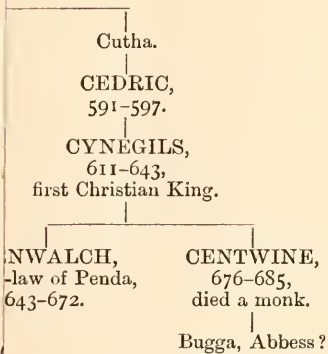 Cutha.
CEDRIC,
591-597.
CYNEGILS,
611-643,
first Christian King.
NWALCH,
-law of Penda,
643-672.
CENTWINE,
676-685,
died a monk.
Bugga, Abbess?